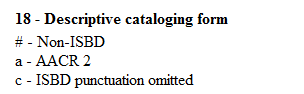 18 - Descriptive cataloging form
# - Non-ISBD
a - AACR 2
c - ISBD punctuation omitted